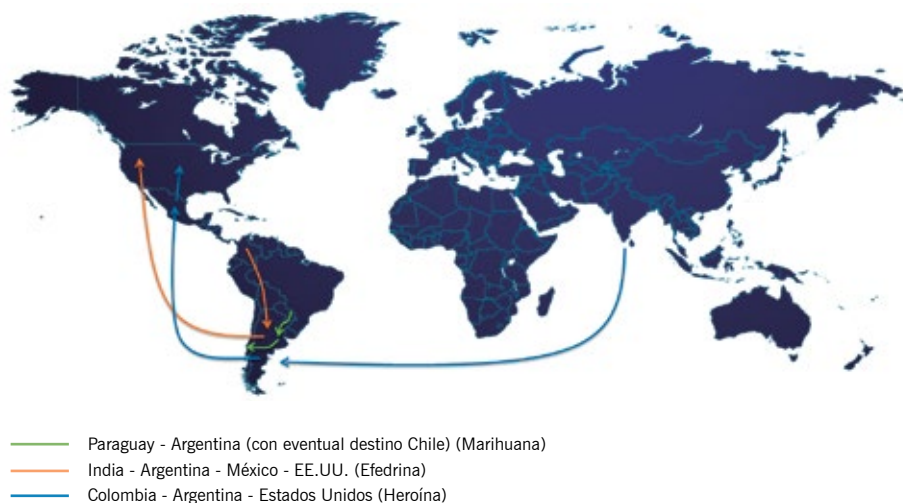 Paraguay - Argentina (con eventual destino Chile) (Marihuana)
India - Argentina - México - EE.UU. (Efedrina)
Colombia - Argentina - Estados Unidos (Heroína)